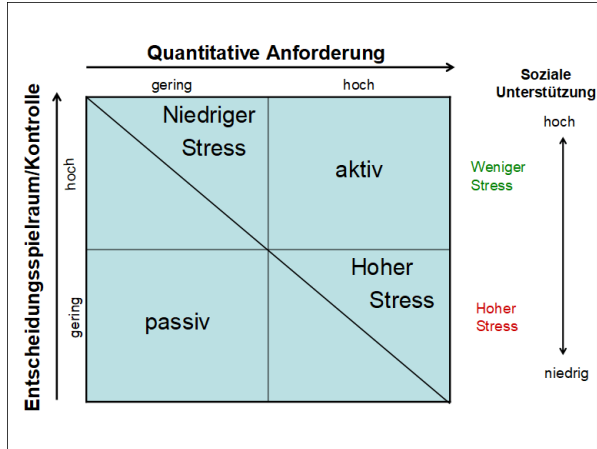 Quantitative Anforderung
gering
hoch
Soziale
Unterstützung
hoch
Niedriger
Stress
aktiv
Weniger
Stress
Entscheidungsspielraum/Kontrolle
hoch
gering
passiv
Hoher
Stress
Hoher
Stress
niedrig